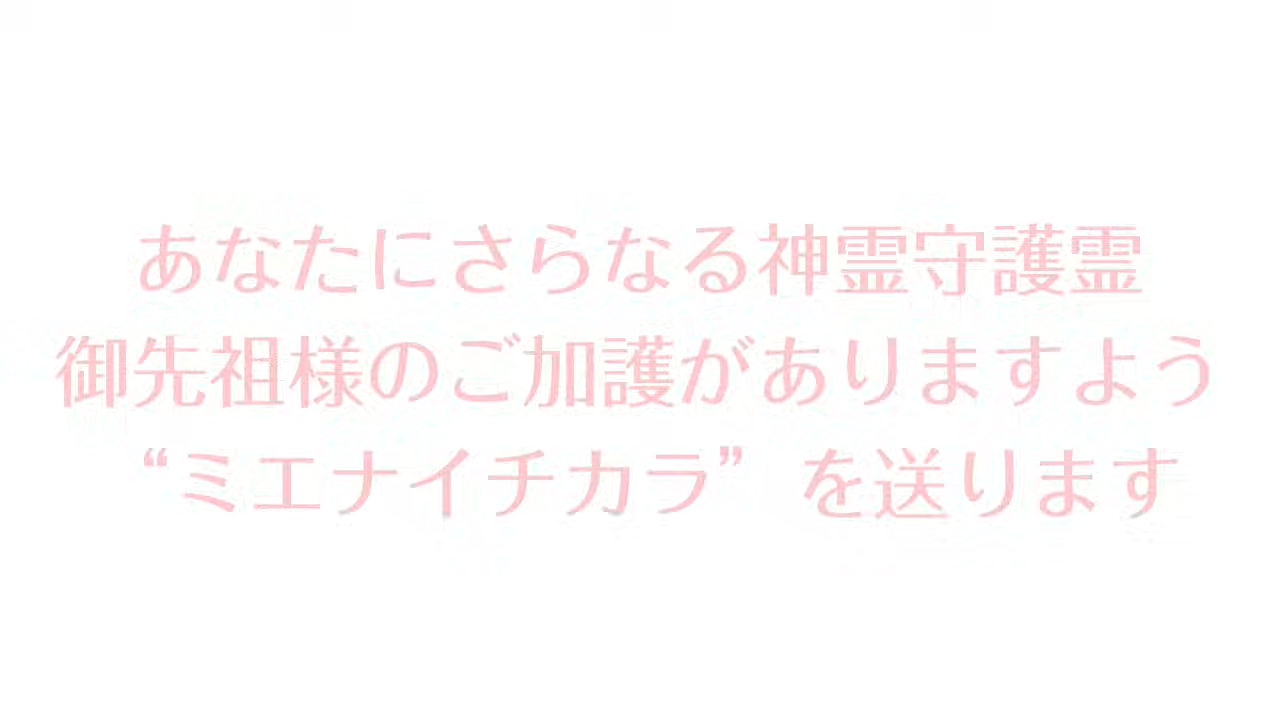 あなたにさらなる神霊守護霊
御先祖様のご加護がありますよう
“ミエナイチカラ”を送ります